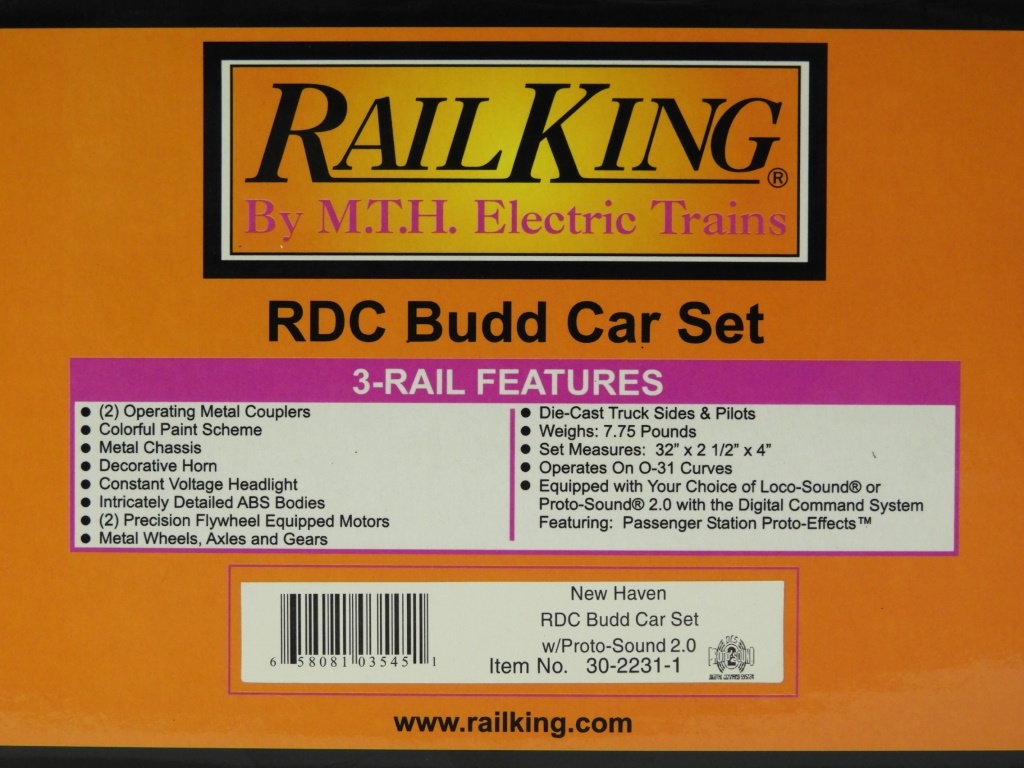 RAILKING®
By M.T.H. Electric Trains
RDC Budd Car Set
3-RAIL FEATURES
● (2) Operating Metal Couplers
● Colorful Paint Scheme
● Metal Chassis
● Decorative Horn
● Constant Voltage Headlight
● Intricately Detailed ABS Bodies
● (2) Precision Flywheel Equipped Motors
● Metal Wheels, Axles and Gears
● Die-Cast Truck Sides & Pilots
● Weighs: 7.75 Pounds
● Set Measures: 32" x 2 1/2" x 4"
● Operates On O-31 Curves
● Equipped with Your Choice of Loco-Sound® or
Proto-Sound® 2.0 with the Digital Command System
Featuring: Passenger Station Proto-Effects™
6 58081 03545 1
New Haven
RDC Budd Car Set
w/Proto-Sound 2.0
Item No. 30-2231-1
DCS
2
DIGITAL COMMAND SYSTEM
www.railking.com